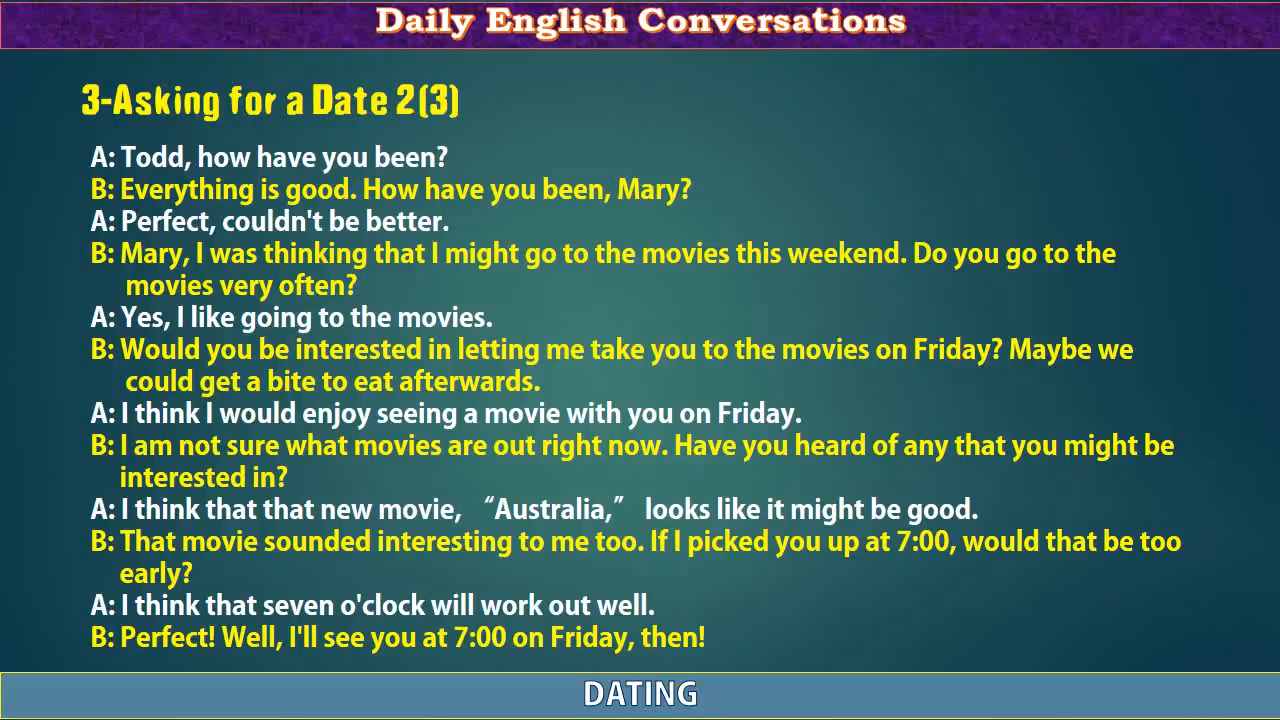 Daily English Conversations
3-Asking for a Date 2(3)
A: Todd, how have you been?
B: Everything is good. How have you been, Mary?
A: Perfect, couldn't be better.
B: Mary, I was thinking that I might go to the movies this weekend. Do you go to the
movies very often?
A: Yes, I like going to the movies.
B: Would you be interested in letting me take you to the movies on Friday? Maybe we
could get a bite to eat afterwards.
A: I think I would enjoy seeing a movie with you on Friday.
B: I am not sure what movies are out right now. Have you heard of any that you might be
interested in?
A: I think that that new movie, “Australia,” looks like it might be good.
B: That movie sounded interesting to me too. If I picked you up at 7:00, would that be too
early?
A: I think that seven o'clock will work out well.
B: Perfect! Well, I'll see you at 7:00 on Friday, then!
DATING